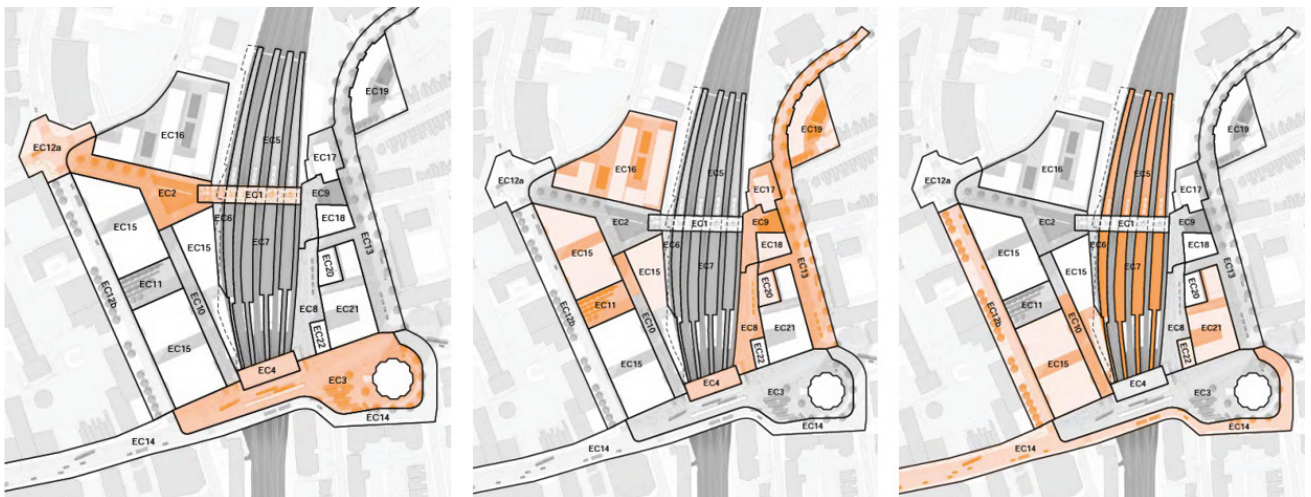 EC19
EC16
EC5
EC12a
EC17
EC2
EC1
EC9
EC6
EC18
EC15
EC15
EC7
EC13
EC20
EC11
EC12b
EC10
EC8
EC21
EC15
EC22
EC4
EC3
EC14
EC14
EC19
EC16
EC5
EC12a
EC17
EC2
EC1
EC9
EC6
EC18
EC15
EC15
EC7
EC13
EC20
EC11
EC12b
EC10
EC8
EC21
EC15
EC22
EC4
EC3
EC14
EC14
EC19
EC16
EC5
EC12a
EC17
EC2
EC1
EC9
EC6
EC18
EC15
EC15
EC7
EC13
EC20
EC11
EC12b
EC10
EC8
EC21
EC15
EC22
EC4
EC3
EC14
EC14